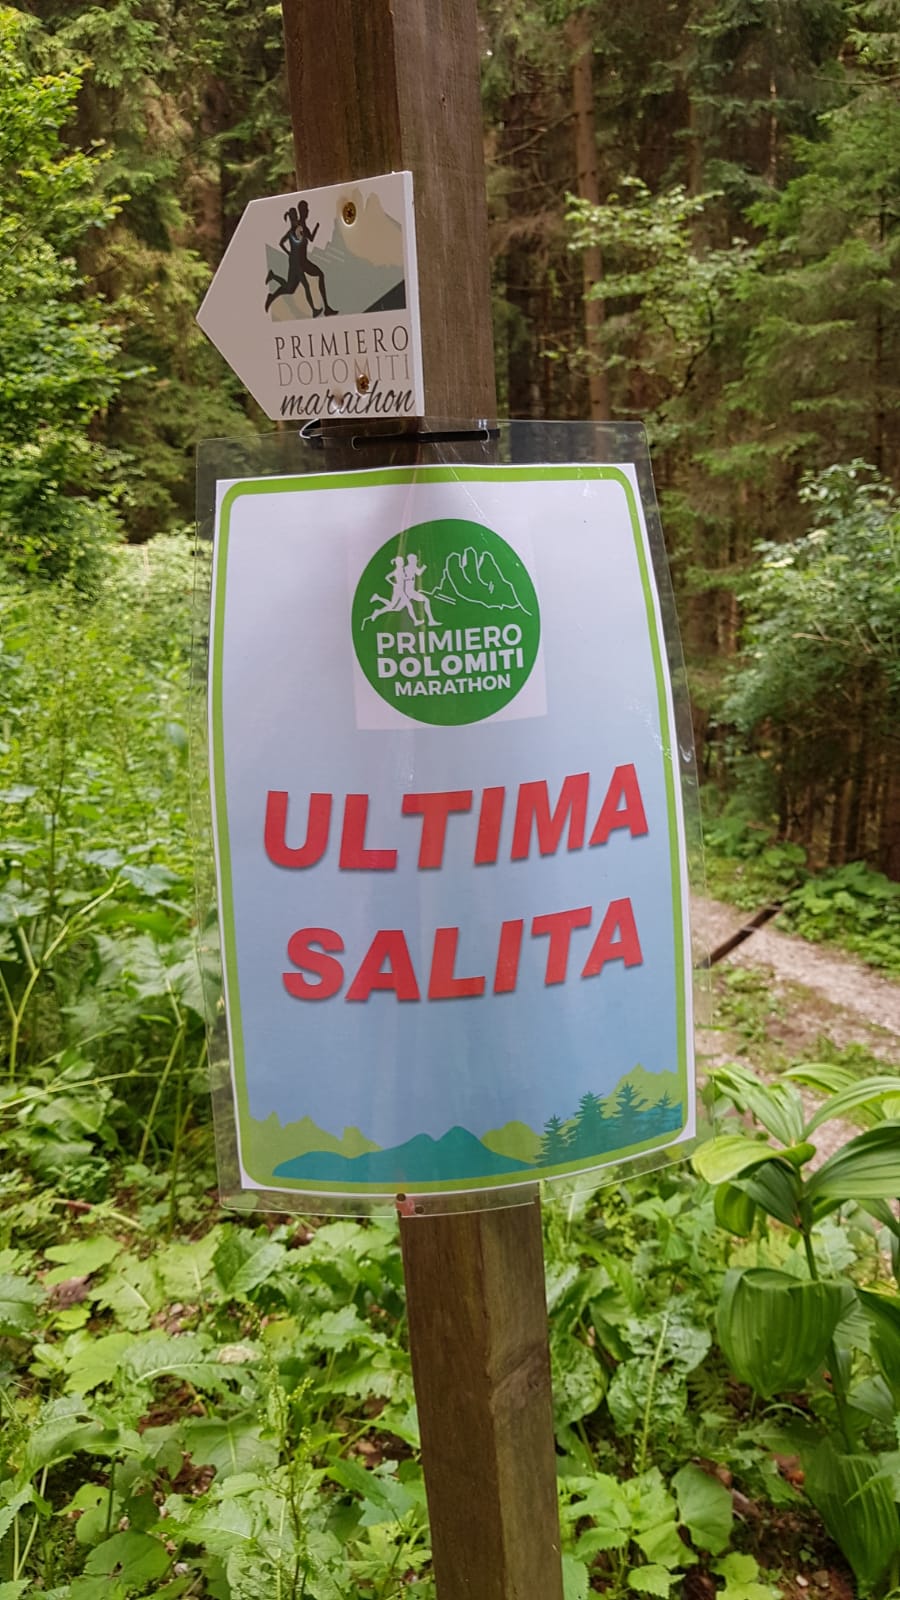 PRIMIERO
DOLOMITI
marathon
PRIMIERO
DOLOMITI
MARATHON
ULTIMA
SALITA